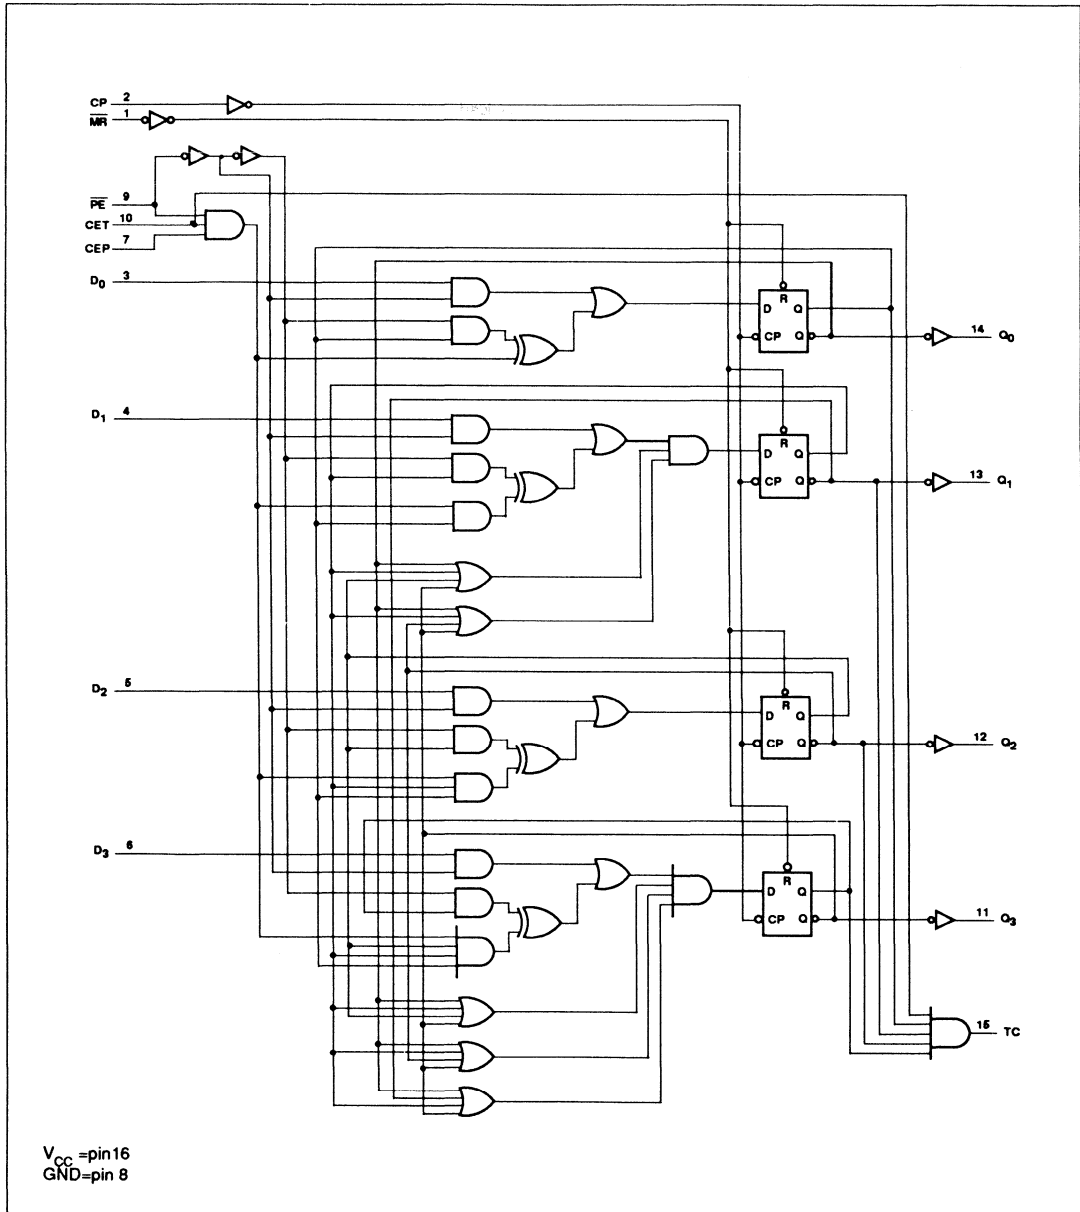 CP 2
MR 1
PE 9
CET 10
CEP 7
D0 3
R
D Q
CP Q
14 Q0
D1 4
R
D Q
CP Q
13 Q1
D2 5
R
D Q
CP Q
12 Q2
D3 6
R
D Q
CP Q
11 Q3
15 TC
VCC =pin16
GND=pin 8